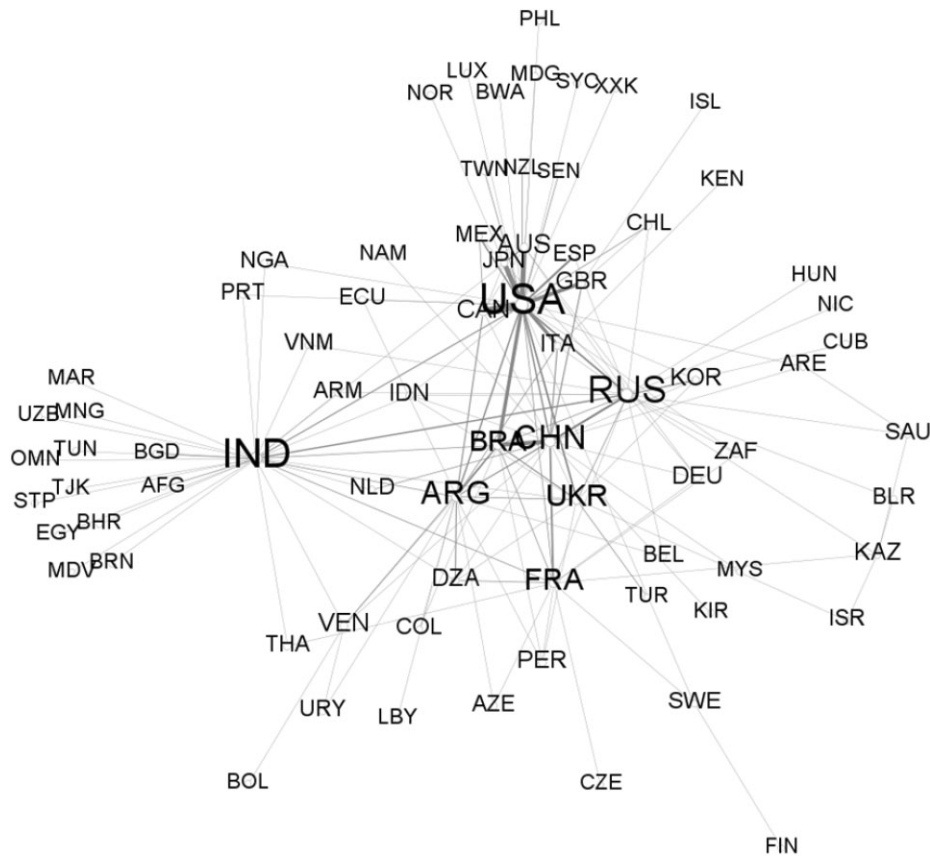 PHL
LUX
MDG
SYC
XXK
NOR
BWA
ISL
TWN
NZL
SEN
KEN
MEX
AUS
ESP
CHL
NGA
NAM
JPN
GBR
HUN
PRT
ECU
CAN
USA
NIC
VNM
ITA
CUB
ARE
MAR
ARM
IDN
RUS
KOR
UZB
MNG
SAU
OMN
TUN
BGD
IND
BRA
CHN
ZAF
STP
TJK
AFG
NLD
ARG
UKR
DEU
BLR
EGY
BHR
MDV
BRN
KAZ
DZA
FRA
BEL
MYS
TUR
KIR
ISR
THA
VEN
COL
PER
URY
LBY
AZE
SWE
BOL
CZE
FIN